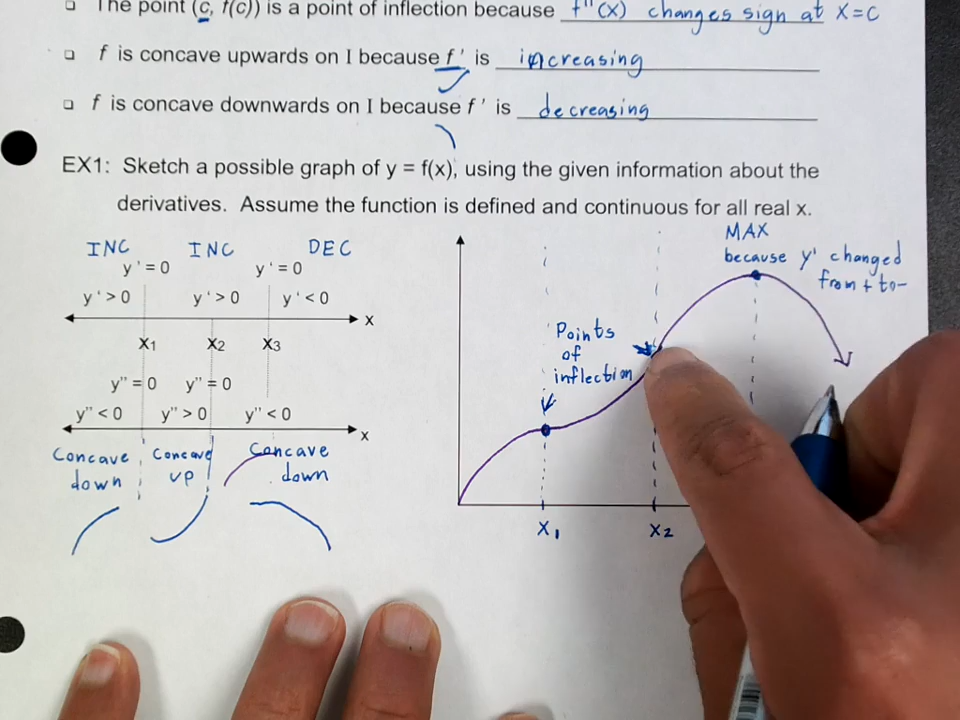 The point (c, f(c)) is a point of inflection because f"(x) changes sign at x=c
f is concave upwards on I because f' is increasing
f is concave downwards on I because f' is decreasing
EX1: Sketch a possible graph of y = f(x), using the given information about the
derivatives. Assume the function is defined and continuous for all real x.
INC INC DEC
y' = 0 y' = 0
y' > 0 y' > 0 y' < 0
x
X1 X2 X3
y" = 0 y" = 0
y" < 0 y" > 0 y" < 0
x
Concave Concave Concave
down up down
MAX
because y' changed
from + to -
Points
of
inflection
X1 X2